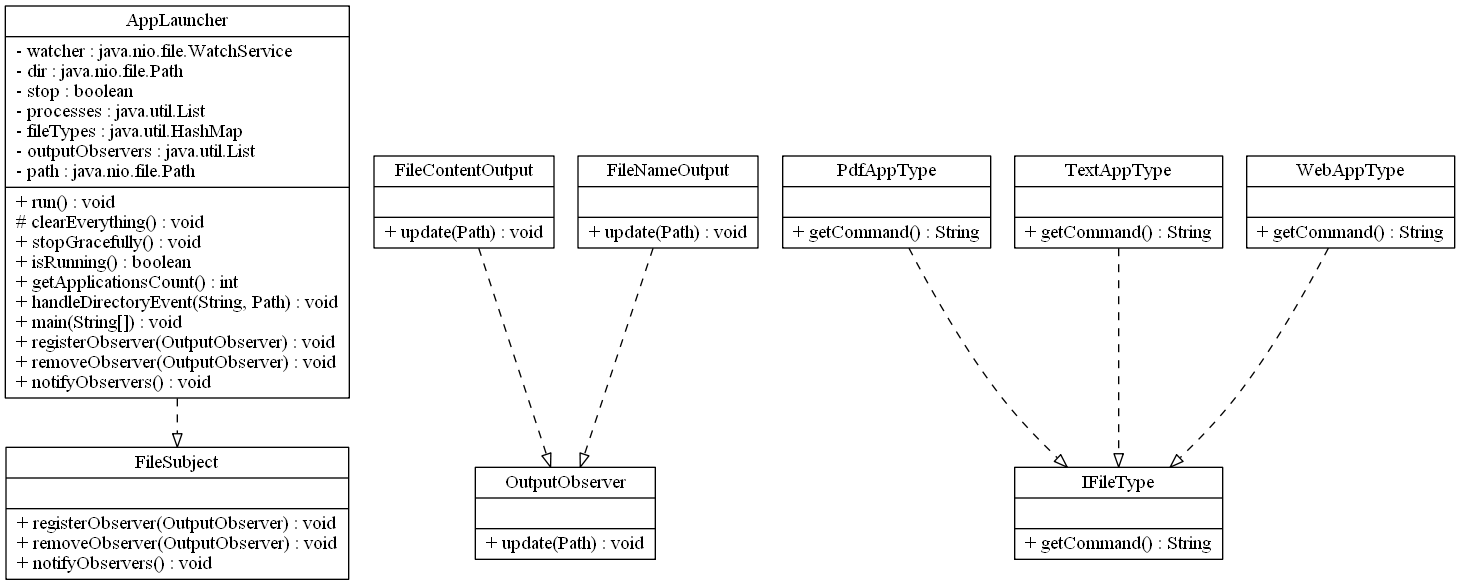 AppLauncher
- watcher : java.nio.file.WatchService
- dir : java.nio.file.Path
- stop : boolean
- processes : java.util.List
- fileTypes : java.util.HashMap
- outputObservers : java.util.List
- path : java.nio.file.Path
+ run() : void
# clearEverything() : void
+ stopGracefully() : void
+ isRunning() : boolean
+ getApplicationsCount() : int
+ handleDirectoryEvent(String, Path) : void
+ main(String[]) : void
+ registerObserver(OutputObserver) : void
+ removeObserver(OutputObserver) : void
+ notifyObservers() : void
FileContentOutput
+ update(Path) : void
FileNameOutput
+ update(Path) : void
PdfAppType
+ getCommand() : String
TextAppType
+ getCommand() : String
WebAppType
+ getCommand() : String
FileSubject
+ registerObserver(OutputObserver) : void
+ removeObserver(OutputObserver) : void
+ notifyObservers() : void
OutputObserver
+ update(Path) : void
IFileType
+ getCommand() : String